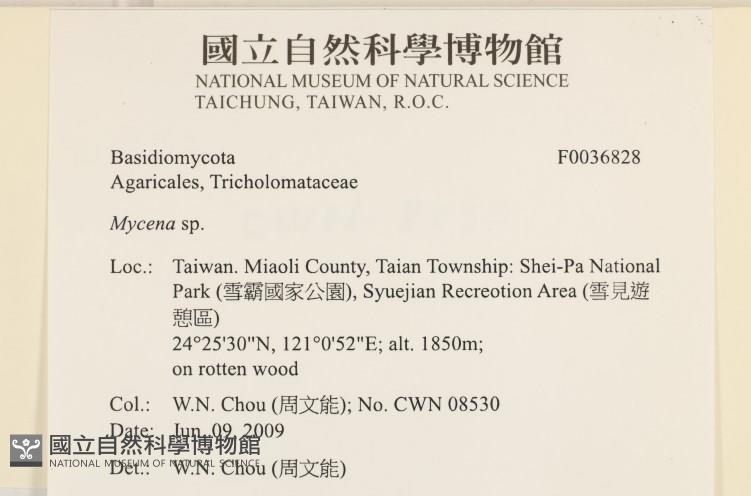 國立自然科學博物館
NATIONAL MUSEUM OF NATURAL SCIENCE
TAICHUNG, TAIWAN, R.O.C.
Basidiomycota F0036828
Agaricales, Tricholomataceae
Mycena sp.
Loc.: Taiwan. Miaoli County, Taian Township: Shei-Pa National
Park (雪霸國家公園), Syuejian Recreotion Area (雪見遊
憩區)
24°25'30"N, 121°0'52"E; alt. 1850m;
on rotten wood
Col.: W.N. Chou (周文能); No. CWN 08530
Date: Jun. 09, 2009
國立自然科學博物館
NATIONAL MUSEUM OF NATURAL SCIENCE
Det.: W.N. Chou (周文能)